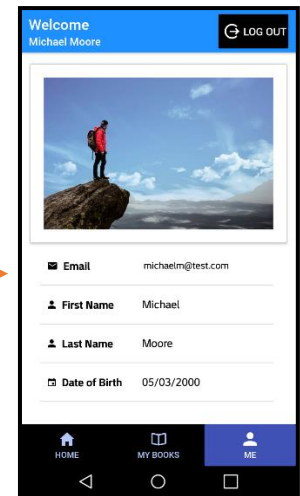 Welcome
Michael Moore
LOG OUT
Email michaelm@test.com
First Name Michael
Last Name Moore
Date of Birth 05/03/2000
HOME MY BOOKS ME